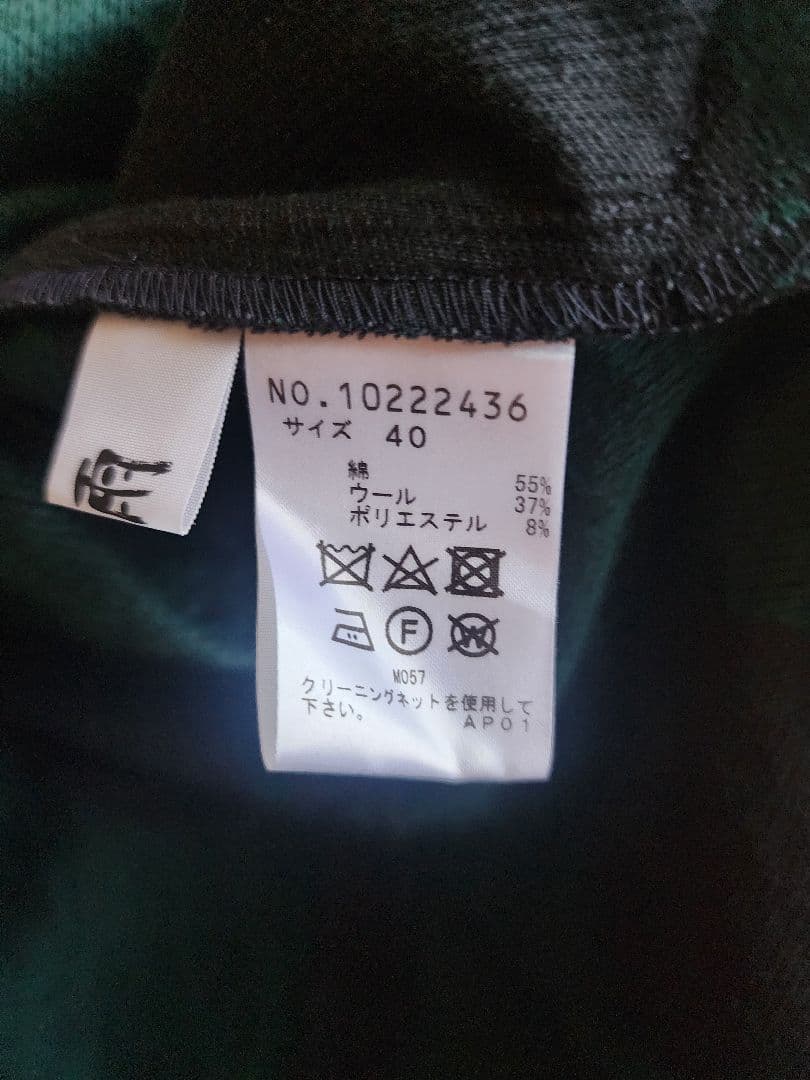 NO.10222436
サイズ 40
綿 55%
ウール 37%
ポリエステル 8%
F
W
M057
クリーニングネットを使用して
下さい。 AP01